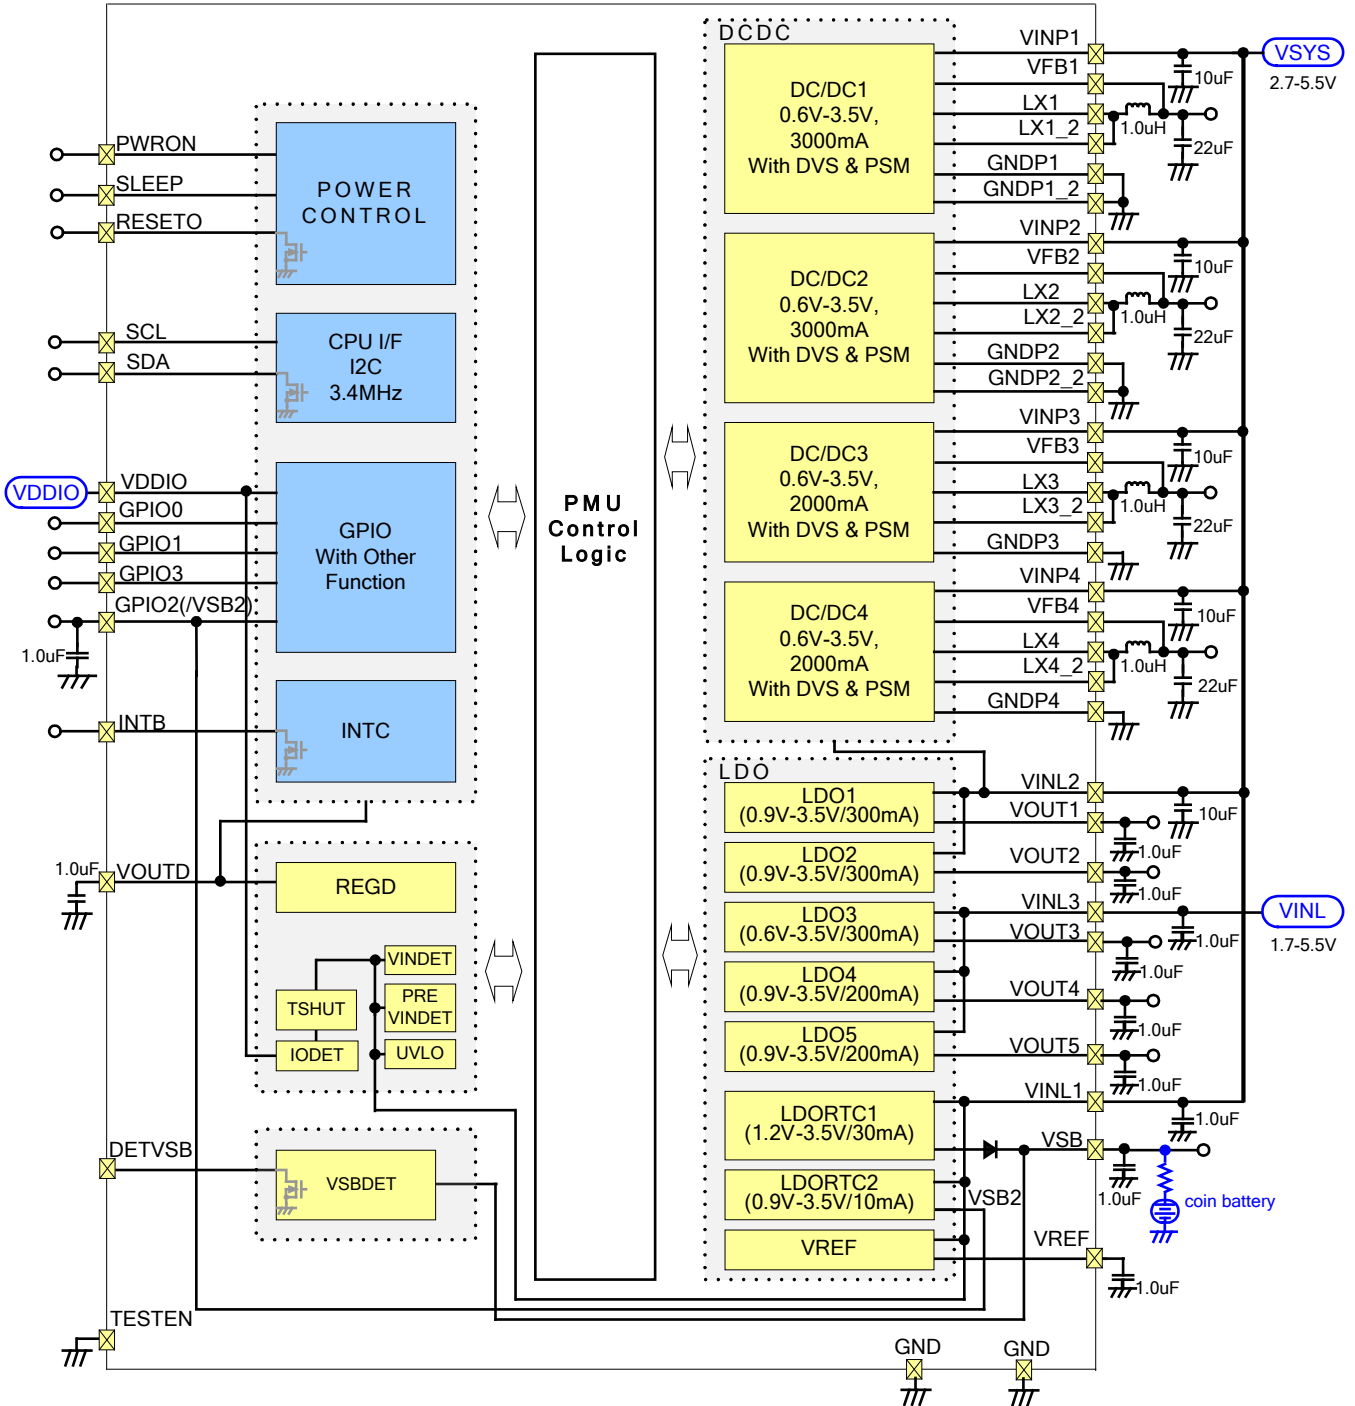 DCDC
VINP1
VSYS
2.7-5.5V
VFB1
10uF
DC/DC1
0.6V-3.5V,
3000mA
With DVS & PSM
LX1
1.0uH
LX1_2
22uF
GNDP1
GNDP1_2
PWRON
SLEEP
RESETO
POWER
CONTROL
VINP2
VFB2
10uF
DC/DC2
0.6V-3.5V,
3000mA
With DVS & PSM
LX2
1.0uH
LX2_2
22uF
GNDP2
GNDP2_2
SCL
SDA
CPU I/F
I2C
3.4MHz
VINP3
VFB3
10uF
DC/DC3
0.6V-3.5V,
2000mA
With DVS & PSM
LX3
1.0uH
LX3_2
22uF
GNDP3
VDDIO
VDDIO
GPIO0
GPIO1
GPIO3
GPIO2(/VSB2)
1.0uF
GPIO
With Other
Function
PMU
Control
Logic
VINP4
VFB4
10uF
DC/DC4
0.6V-3.5V,
2000mA
With DVS & PSM
LX4
1.0uH
LX4_2
22uF
GNDP4
INTB
INTC
LDO
LDO1
(0.9V-3.5V/300mA)
VINL2
10uF
VOUT1
1.0uF
LDO2
(0.9V-3.5V/300mA)
VOUT2
1.0uF
1.0uF
VOUTD
REGD
LDO3
(0.6V-3.5V/300mA)
VINL3
VINL
1.7-5.5V
1.0uF
VOUT3
1.0uF
VINDET
TSHUT
PRE
VINDET
IODET
UVLO
LDO4
(0.9V-3.5V/200mA)
VOUT4
1.0uF
LDO5
(0.9V-3.5V/200mA)
VOUT5
1.0uF
VINL1
1.0uF
LDORTC1
(1.2V-3.5V/30mA)
VSB
1.0uF
coin battery
DETVSB
VSBDET
LDORTC2
(0.9V-3.5V/10mA)
VSB2
VREF
VREF
1.0uF
TESTEN
GND
GND